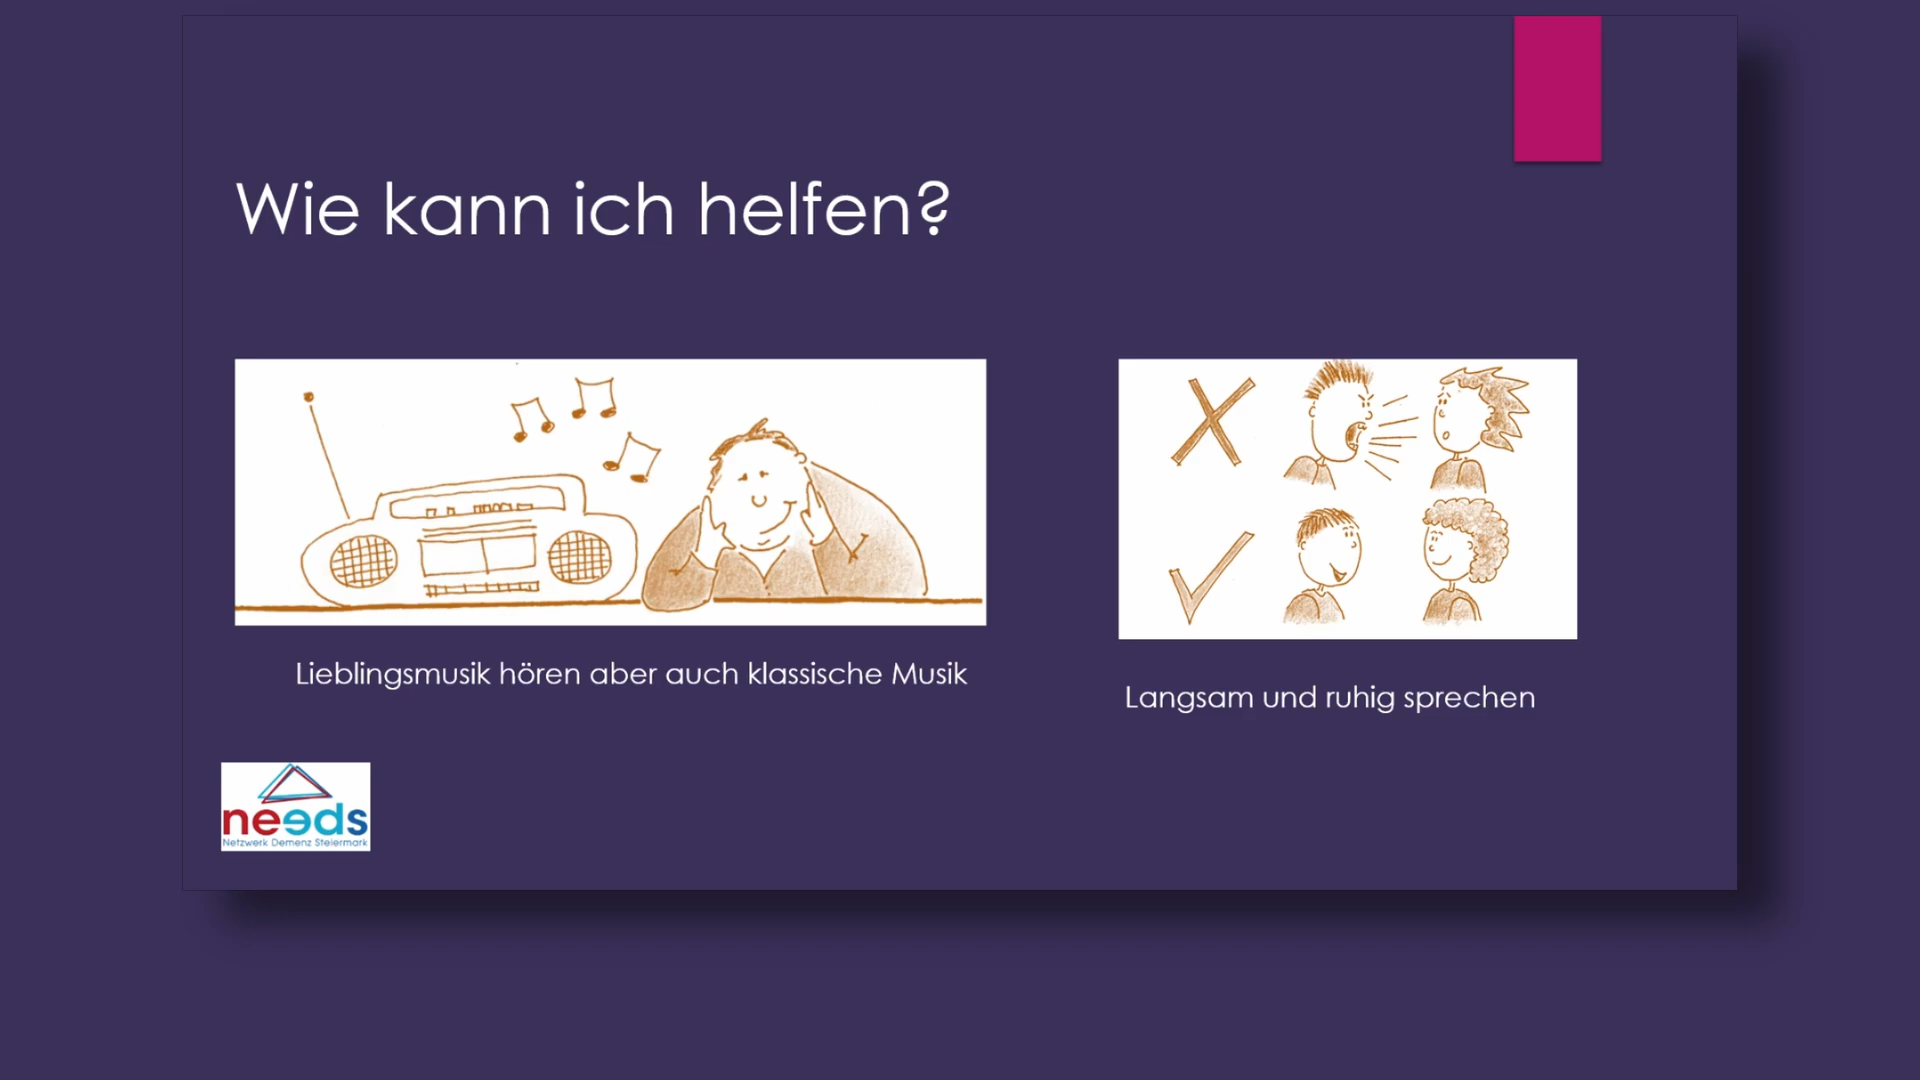 Wie kann ich helfen?
Lieblingsmusik hören aber auch klassische Musik
Langsam und ruhig sprechen
needs
Netzwerk Demenz Steiermark